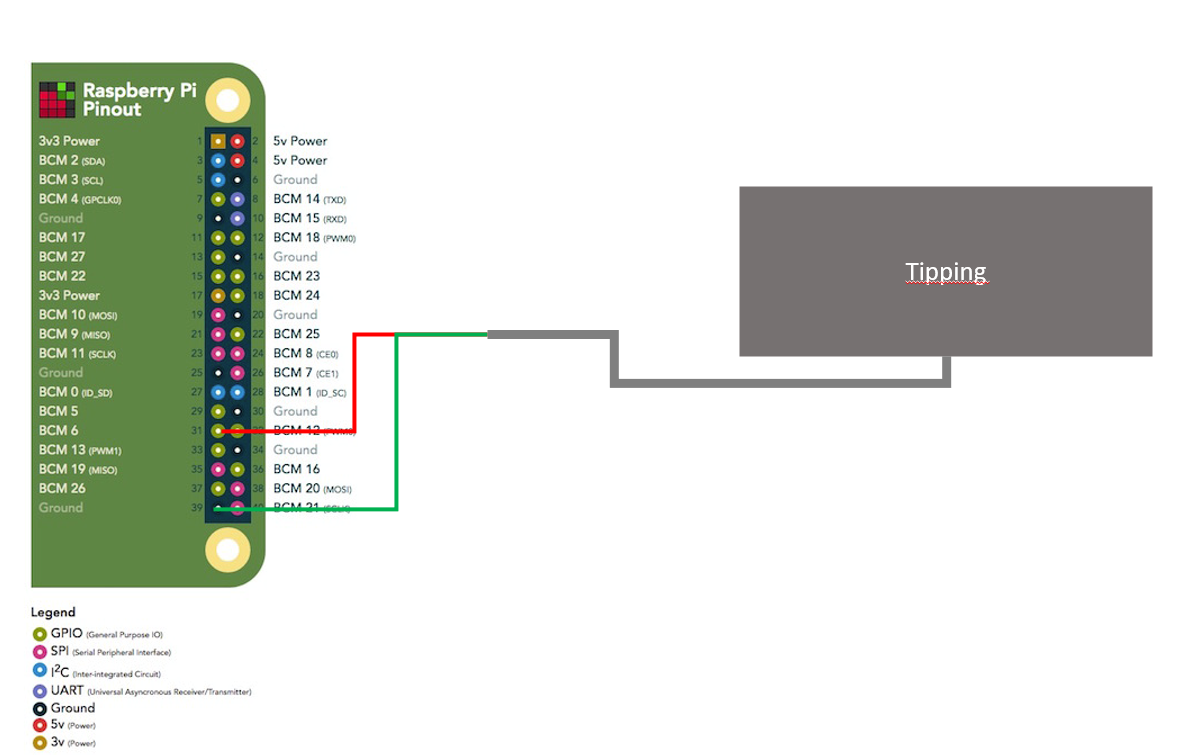 Raspberry Pi
Pinout
3v3 Power 1 2 5v Power
BCM 2 (SDA) 3 4 5v Power
BCM 3 (SCL) 5 6 Ground
BCM 4 (GPCLK0) 7 8 BCM 14 (TXD)
Ground 9 10 BCM 15 (RXD)
BCM 17 11 12 BCM 18 (PWM0)
BCM 27 13 14 Ground
BCM 22 15 16 BCM 23
3v3 Power 17 18 BCM 24
BCM 10 (MOSI) 19 20 Ground
BCM 9 (MISO) 21 22 BCM 25
BCM 11 (SCLK) 23 24 BCM 8 (CE0)
Ground 25 26 BCM 7 (CE1)
BCM 0 (ID_SD) 27 28 BCM 1 (ID_SC)
BCM 5 29 30 Ground
BCM 6 31 32 BCM 12 (PWM0)
BCM 13 (PWM1) 33 34 Ground
BCM 19 (MISO) 35 36 BCM 16
BCM 26 37 38 BCM 20 (MOSI)
Ground 39 40 BCM 21 (SCLK)
Tipping
Legend
GPIO (General Purpose IO)
SPI (Serial Peripheral Interface)
I²C (Inter-integrated Circuit)
UART (Universal Asyncronous Receiver/Transmitter)
Ground
5v (Power)
3v (Power)